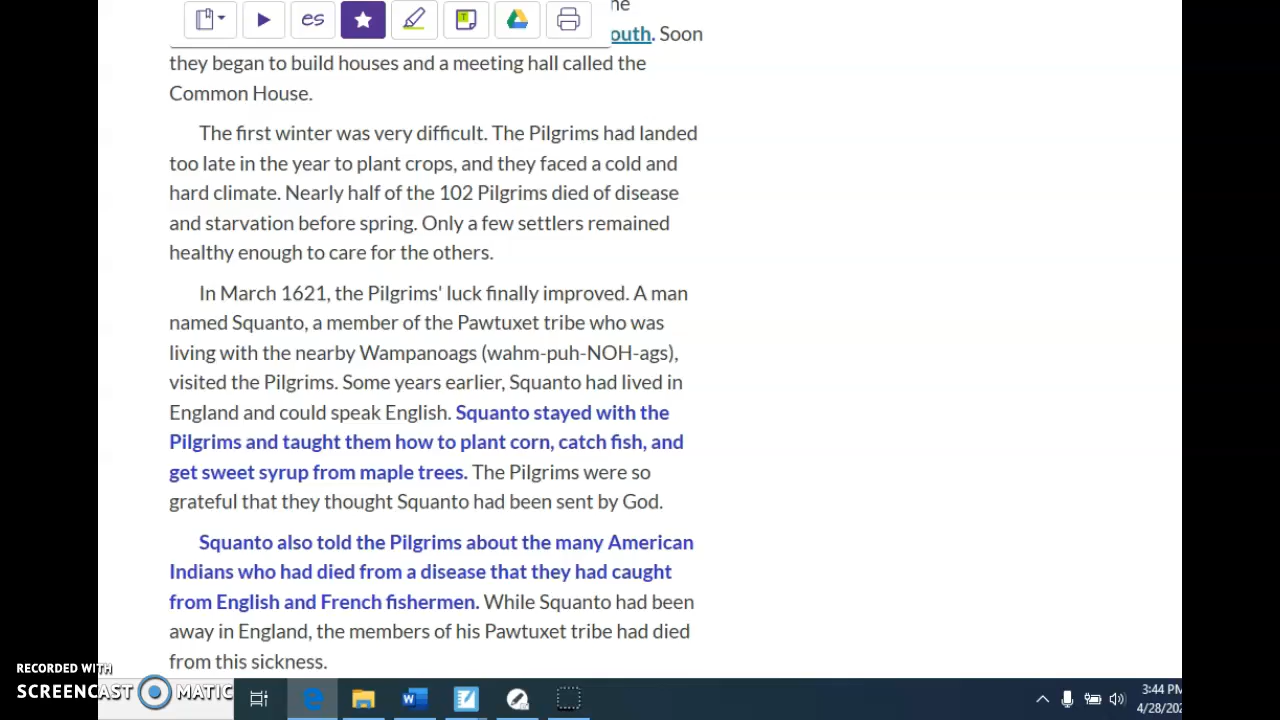 es
T
he
outh. Soon
they began to build houses and a meeting hall called the
Common House.
The first winter was very difficult. The Pilgrims had landed
too late in the year to plant crops, and they faced a cold and
hard climate. Nearly half of the 102 Pilgrims died of disease
and starvation before spring. Only a few settlers remained
healthy enough to care for the others.
In March 1621, the Pilgrims' luck finally improved. A man
named Squanto, a member of the Pawtuxet tribe who was
living with the nearby Wampanoags (wahm-puh-NOH-ags),
visited the Pilgrims. Some years earlier, Squanto had lived in
England and could speak English. Squanto stayed with the
Pilgrims and taught them how to plant corn, catch fish, and
get sweet syrup from maple trees. The Pilgrims were so
grateful that they thought Squanto had been sent by God.
Squanto also told the Pilgrims about the many American
Indians who had died from a disease that they had caught
from English and French fishermen. While Squanto had been
away in England, the members of his Pawtuxet tribe had died
from this sickness.
RECORDED WITH
SCREENCAST MATIC
3:44 PM
4/28/202